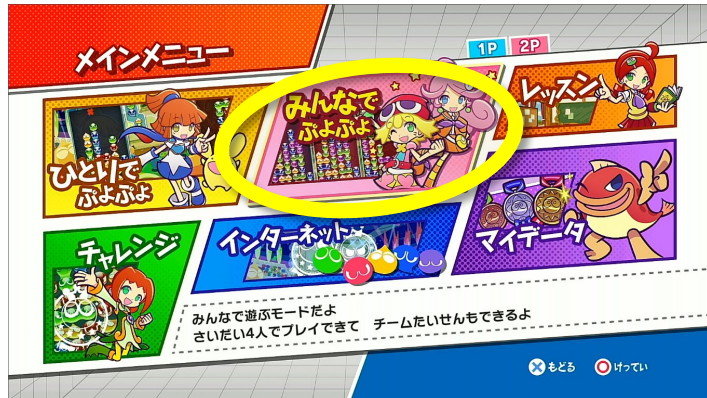 メインメニュー
1P 2P
ひとりで
ぷよぷよ
みんなで
ぷよぷよ
レッスン
チャレンジ
インターネット
マイデータ
みんなで遊ぶモードだよ
さいだい4人でプレイできて チームたいせんもできるよ
もどる けってい